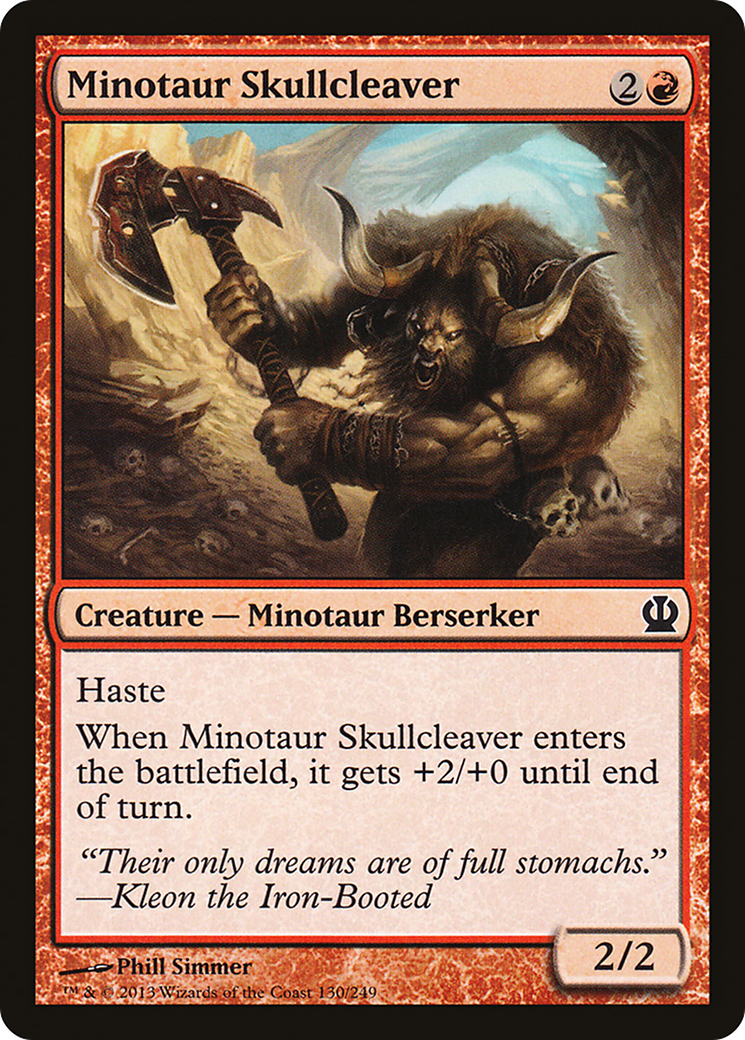 Minotaur Skullcleaver 2
Creature — Minotaur Berserker
Haste
When Minotaur Skullcleaver enters
the battlefield, it gets +2/+0 until end
of turn.
“Their only dreams are of full stomachs.”
—Kleon the Iron-Booted
2/2
Phill Simmer
™ & © 2013 Wizards of the Coast 130/249